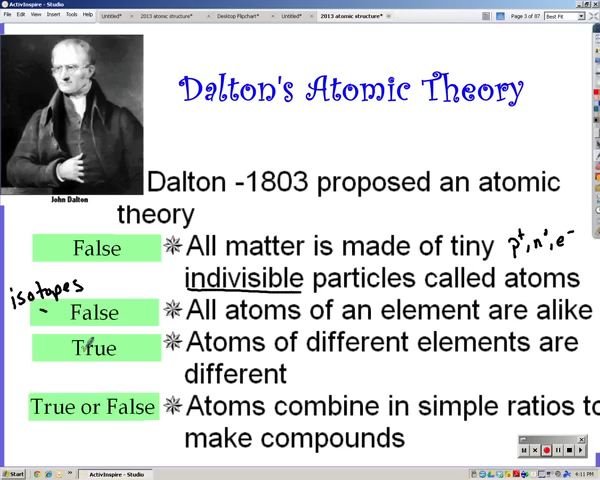 ActivInspire - Studio
File Edit View Insert Tools Help
Untitled* 2013 atomic structure* Desktop Flipchart* Untitled* 2013 atomic structure*
Page 3 of 87
Best Fit
Dalton's Atomic Theory
John Dalton
Dalton -1803 proposed an atomic
theory
False
All matter is made of tiny
p⁺, n⁰, e⁻
indivisible particles called atoms
isotopes
False
All atoms of an element are alike
True
Atoms of different elements are
different
True or False
Atoms combine in simple ratios to
make compounds
Start
ActivInspire - Studio
4:11 PM